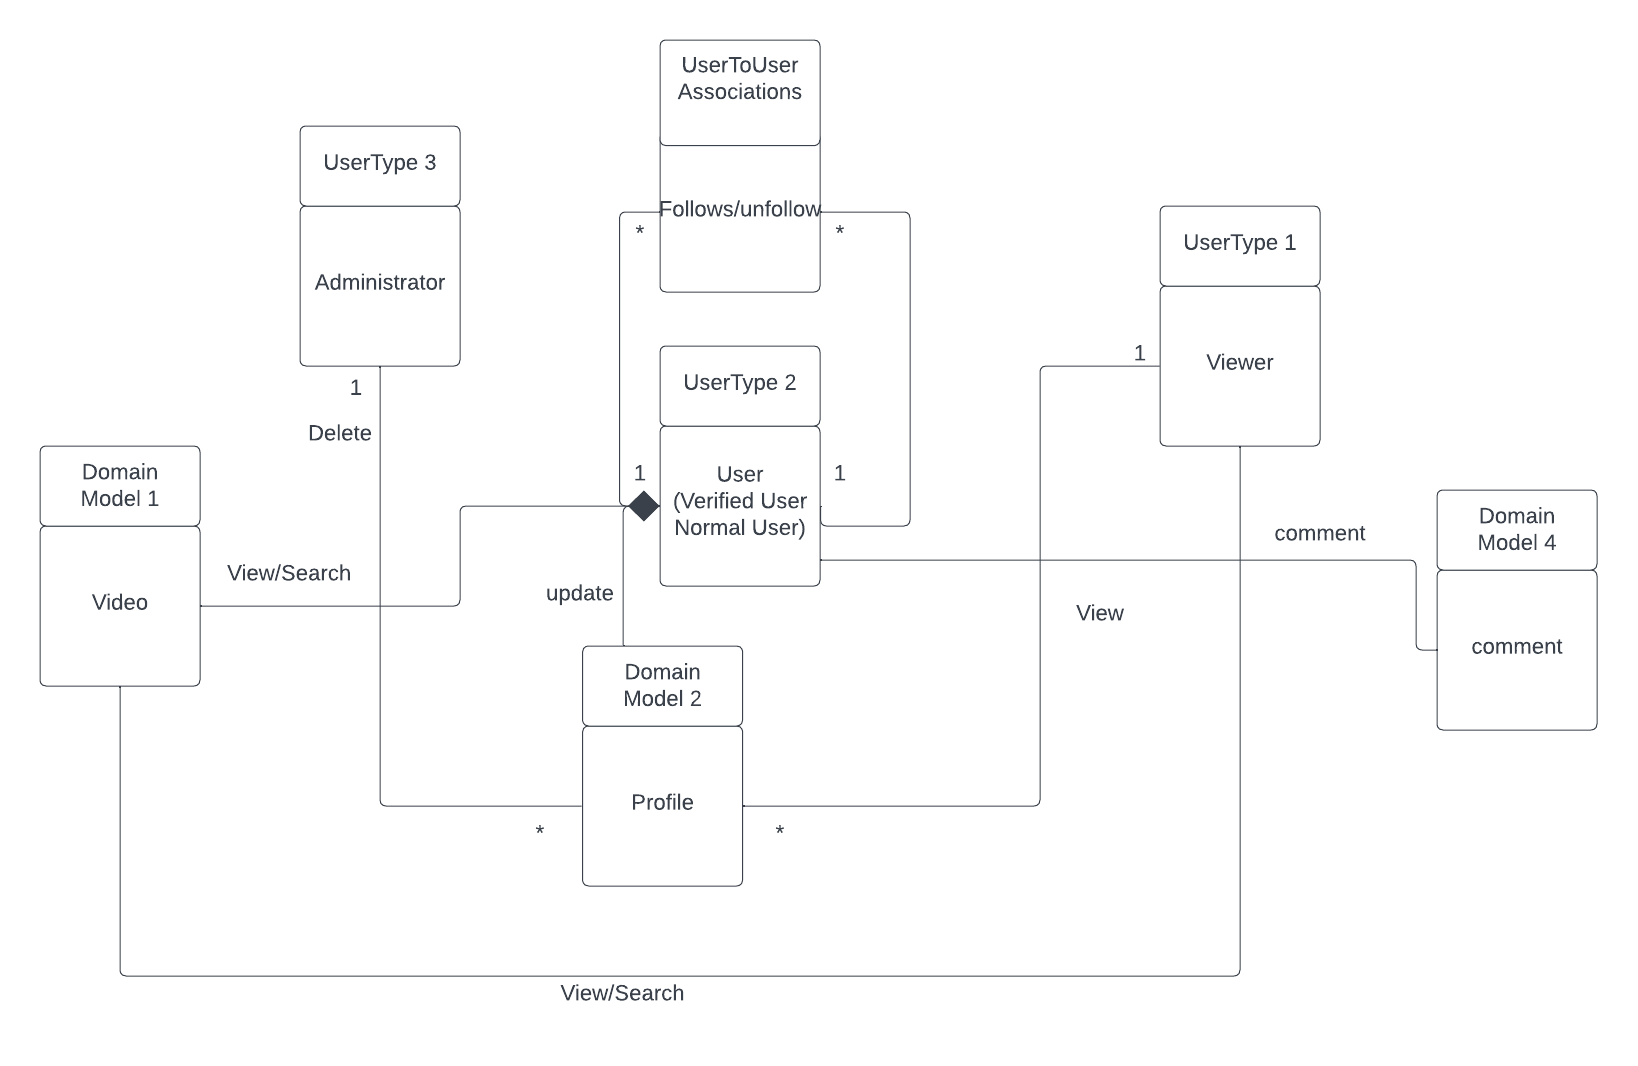 UserToUser
Associations
UserType 3
Follows/unfollow
*
*
UserType 1
Administrator
1
Viewer
1
UserType 2
Delete
Domain
Model 1
1
User
(Verified User
Normal User)
1
Domain
Model 4
comment
View/Search
Video
update
View
comment
Domain
Model 2
Profile
*
*
View/Search